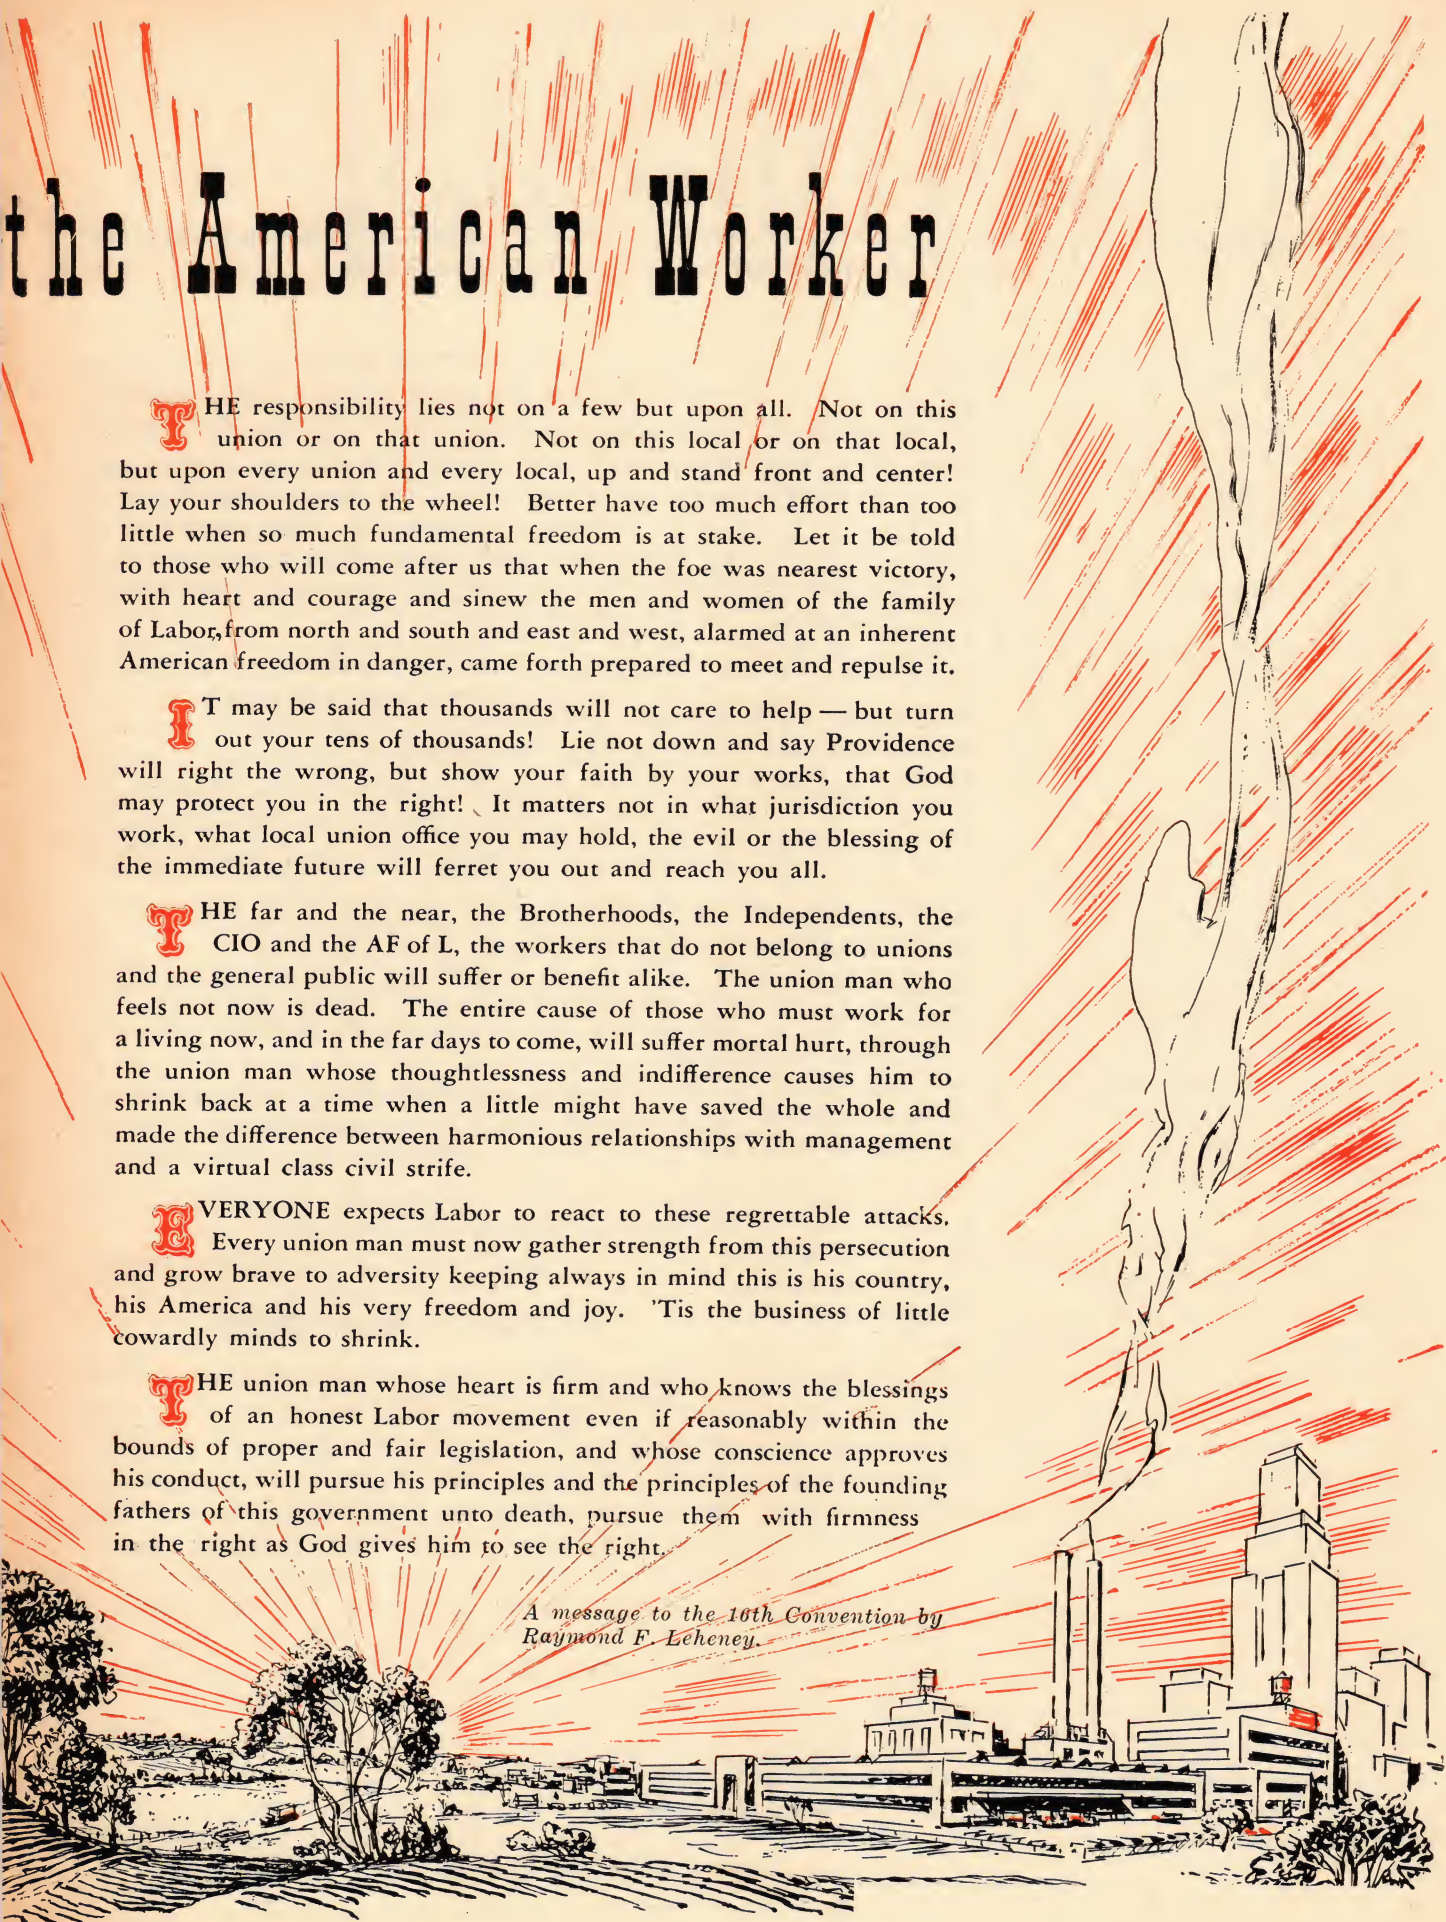 the American Worker
THE responsibility lies not on a few but upon all. Not on this
union or on that union. Not on this local or on that local,
but upon every union and every local, up and stand front and center!
Lay your shoulders to the wheel! Better have too much effort than too
little when so much fundamental freedom is at stake. Let it be told
to those who will come after us that when the foe was nearest victory,
with heart and courage and sinew the men and women of the family
of Labor, from north and south and east and west, alarmed at an inherent
American freedom in danger, came forth prepared to meet and repulse it.
IT may be said that thousands will not care to help — but turn
out your tens of thousands! Lie not down and say Providence
will right the wrong, but show your faith by your works, that God
may protect you in the right! It matters not in what jurisdiction you
work, what local union office you may hold, the evil or the blessing of
the immediate future will ferret you out and reach you all.
THE far and the near, the Brotherhoods, the Independents, the
CIO and the AF of L, the workers that do not belong to unions
and the general public will suffer or benefit alike. The union man who
feels not now is dead. The entire cause of those who must work for
a living now, and in the far days to come, will suffer mortal hurt, through
the union man whose thoughtlessness and indifference causes him to
shrink back at a time when a little might have saved the whole and
made the difference between harmonious relationships with management
and a virtual class civil strife.
EVERYONE expects Labor to react to these regrettable attacks.
Every union man must now gather strength from this persecution
and grow brave to adversity keeping always in mind this is his country,
his America and his very freedom and joy. 'Tis the business of little
cowardly minds to shrink.
THE union man whose heart is firm and who knows the blessings
of an honest Labor movement even if reasonably within the
bounds of proper and fair legislation, and whose conscience approves
his conduct, will pursue his principles and the principles of the founding
fathers of this government unto death, pursue them with firmness
in the right as God gives him to see the right.
A message to the 16th Convention by
Raymond F. Leheney.